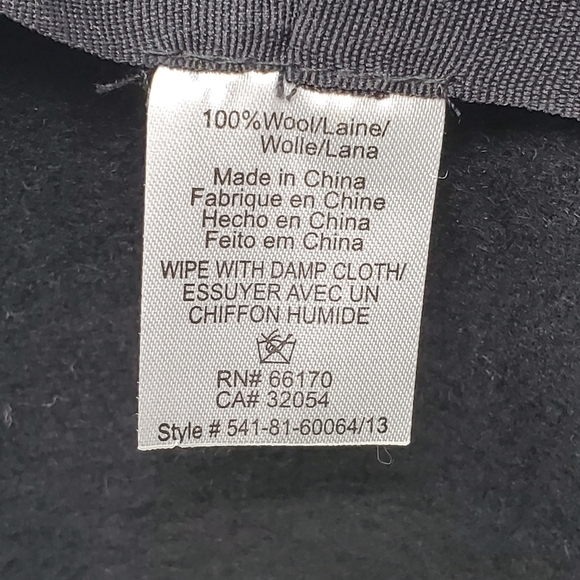 100%Wool/Laine/
Wolle/Lana
Made in China
Fabrique en Chine
Hecho en China
Feito em China
WIPE WITH DAMP CLOTH/
ESSUYER AVEC UN
CHIFFON HUMIDE
RN# 66170
CA# 32054
Style # 541-81-60064/13